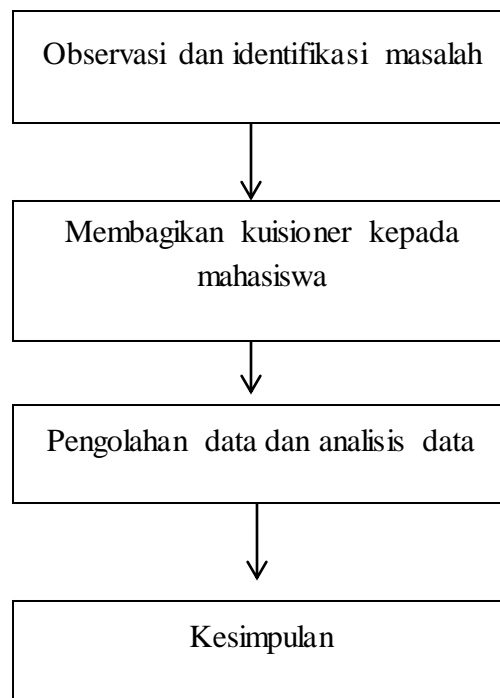 Observasi dan identifikasi masalah
Membagikan kuisioner kepada
mahasiswa
Pengolahan data dan analisis data
Kesimpulan